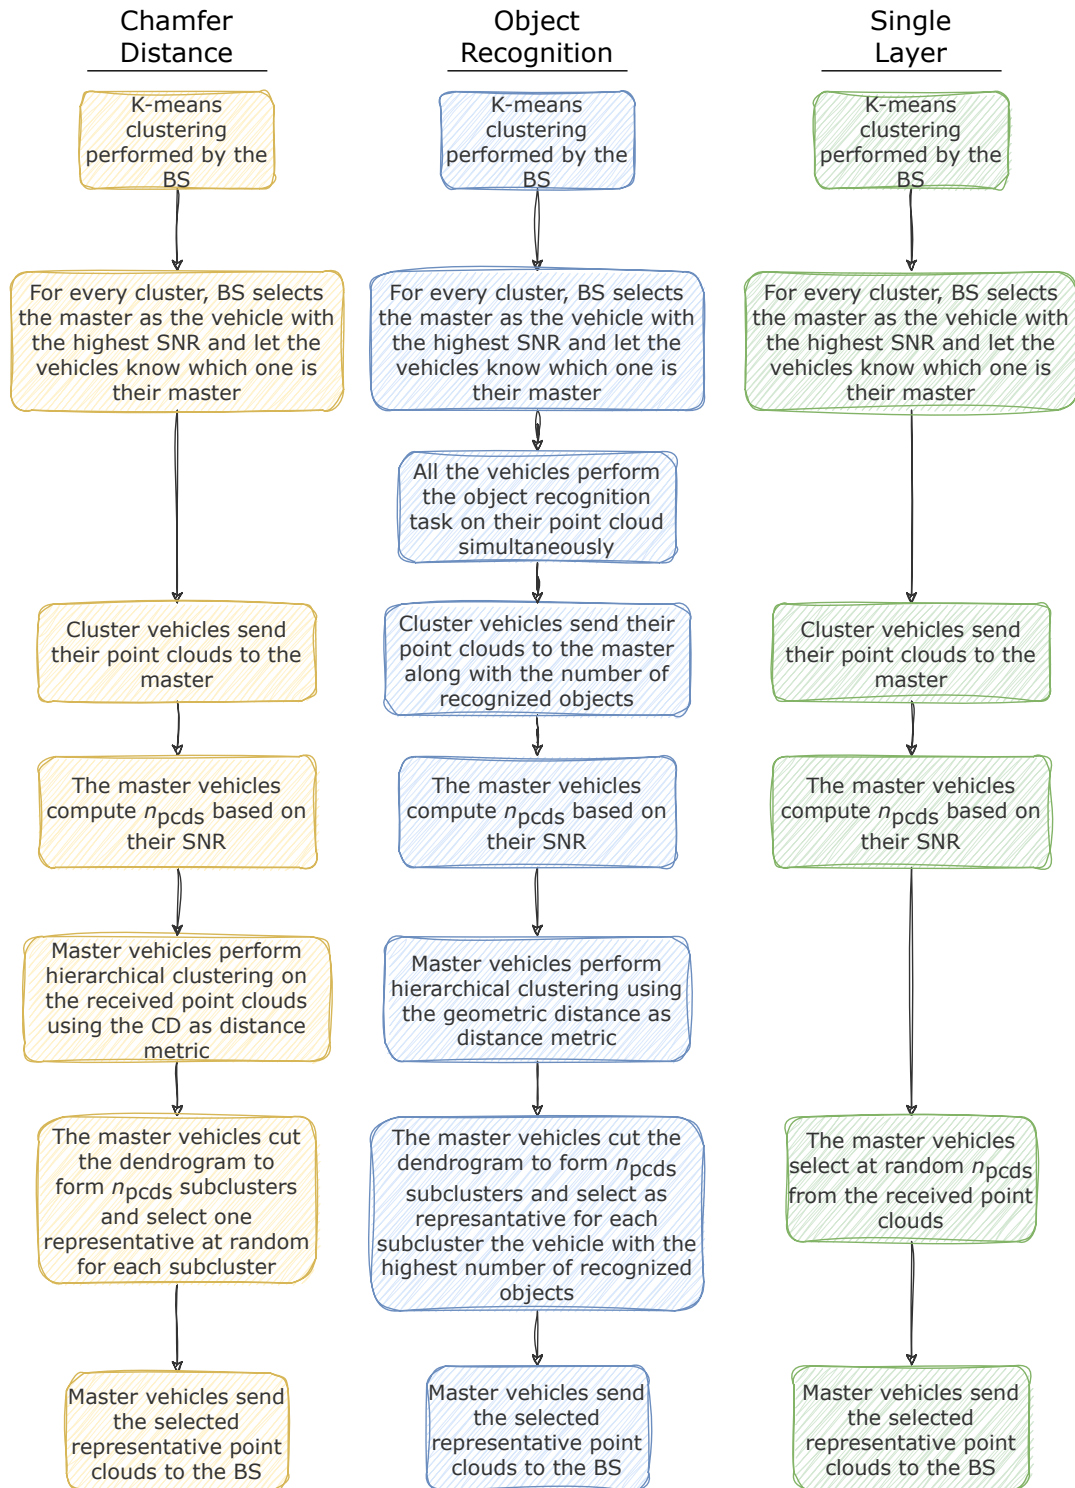 Chamfer
Distance
K-means
clustering
performed by the
BS
For every cluster, BS selects
the master as the vehicle with
the highest SNR and let the
vehicles know which one is
their master
Cluster vehicles send
their point clouds to the
master
The master vehicles
compute n_pcds based on
their SNR
Master vehicles perform
hierarchical clustering on
the received point clouds
using the CD as distance
metric
The master vehicles cut
the dendrogram to
form n_pcds subclusters
and select one
representative at random
for each subcluster
Master vehicles send
the selected
representative point
clouds to the BS
Object
Recognition
K-means
clustering
performed by the
BS
For every cluster, BS selects
the master as the vehicle with
the highest SNR and let the
vehicles know which one is
their master
All the vehicles perform
the object recognition
task on their point cloud
simultaneously
Cluster vehicles send their
point clouds to the master
along with the number of
recognized objects
The master vehicles
compute n_pcds based on
their SNR
Master vehicles perform
hierarchical clustering using
the geometric distance as
distance metric
The master vehicles cut the
dendrogram to form n_pcds
subclusters and select as
represantative for each
subcluster the vehicle with the
highest number of recognized
objects
Master vehicles send
the selected
representative point
clouds to the BS
Single
Layer
K-means
clustering
performed by the
BS
For every cluster, BS selects
the master as the vehicle with
the highest SNR and let the
vehicles know which one is
their master
Cluster vehicles send
their point clouds to the
master
The master vehicles
compute n_pcds based on
their SNR
The master vehicles
select at random n_pcds
from the received point
clouds
Master vehicles send
the selected
representative point
clouds to the BS